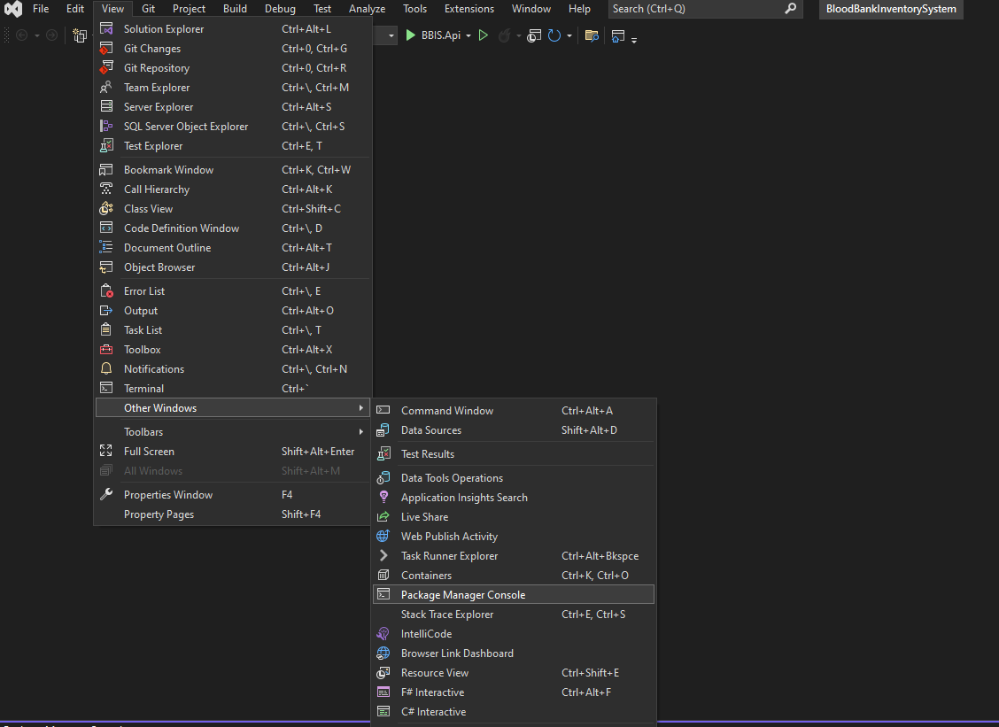 File Edit View Git Project Build Debug Test Analyze Tools Extensions Window Help Search (Ctrl+Q) BloodBankInventorySystem
BBIS.Api
Solution Explorer Ctrl+Alt+L
Git Changes Ctrl+0, Ctrl+G
Git Repository Ctrl+0, Ctrl+R
Team Explorer Ctrl+\, Ctrl+M
Server Explorer Ctrl+Alt+S
SQL Server Object Explorer Ctrl+\, Ctrl+S
Test Explorer Ctrl+E, T
Bookmark Window Ctrl+K, Ctrl+W
Call Hierarchy Ctrl+Alt+K
Class View Ctrl+Shift+C
Code Definition Window Ctrl+\, D
Document Outline Ctrl+Alt+T
Object Browser Ctrl+Alt+J
Error List Ctrl+\, E
Output Ctrl+Alt+O
Task List Ctrl+\, T
Toolbox Ctrl+Alt+X
Notifications Ctrl+\, Ctrl+N
Terminal Ctrl+`
Other Windows
Toolbars
Full Screen Shift+Alt+Enter
All Windows Shift+Alt+M
Properties Window F4
Property Pages Shift+F4
Command Window Ctrl+Alt+A
Data Sources Shift+Alt+D
Test Results
Data Tools Operations
Application Insights Search
Live Share
Web Publish Activity
Task Runner Explorer Ctrl+Alt+Bkspce
Containers Ctrl+K, Ctrl+O
Package Manager Console
Stack Trace Explorer Ctrl+E, Ctrl+S
IntelliCode
Browser Link Dashboard
Resource View Ctrl+Shift+E
F# Interactive Ctrl+Alt+F
C# Interactive